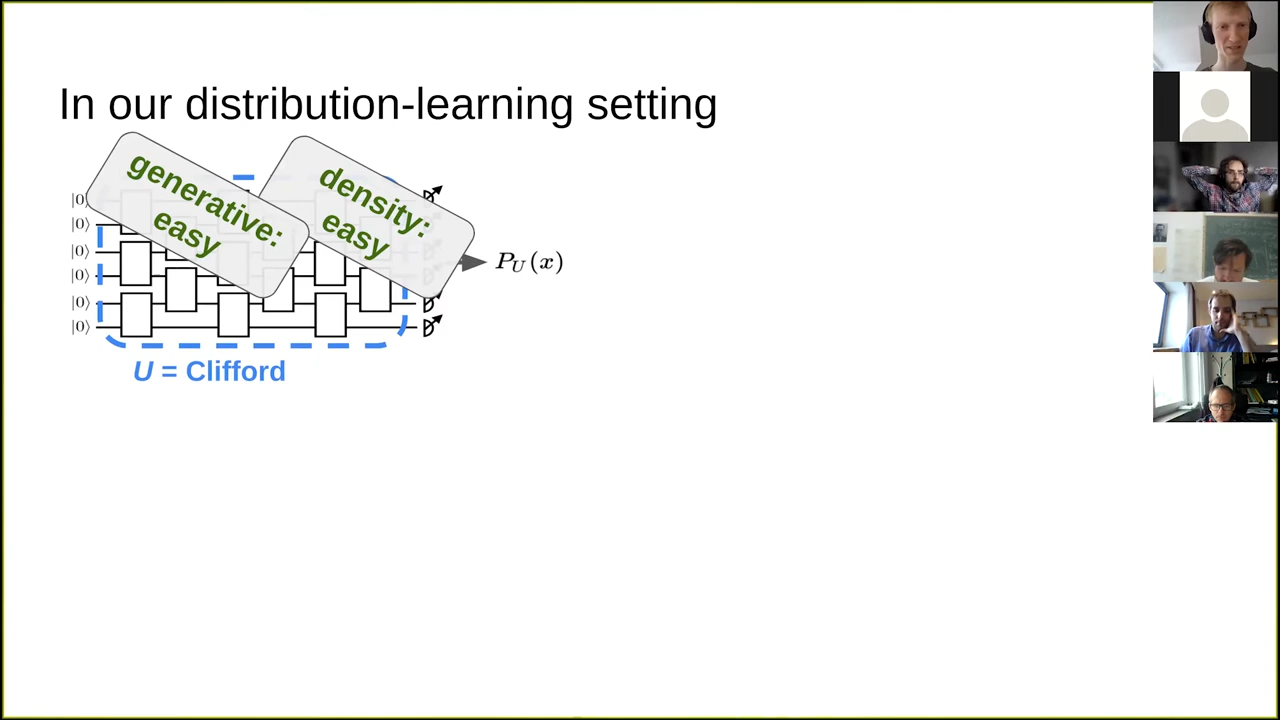 In our distribution-learning setting
generative:
easy
density:
easy
|0⟩
|0⟩
|0⟩
|0⟩
|0⟩
|0⟩
P_U(x)
U = Clifford